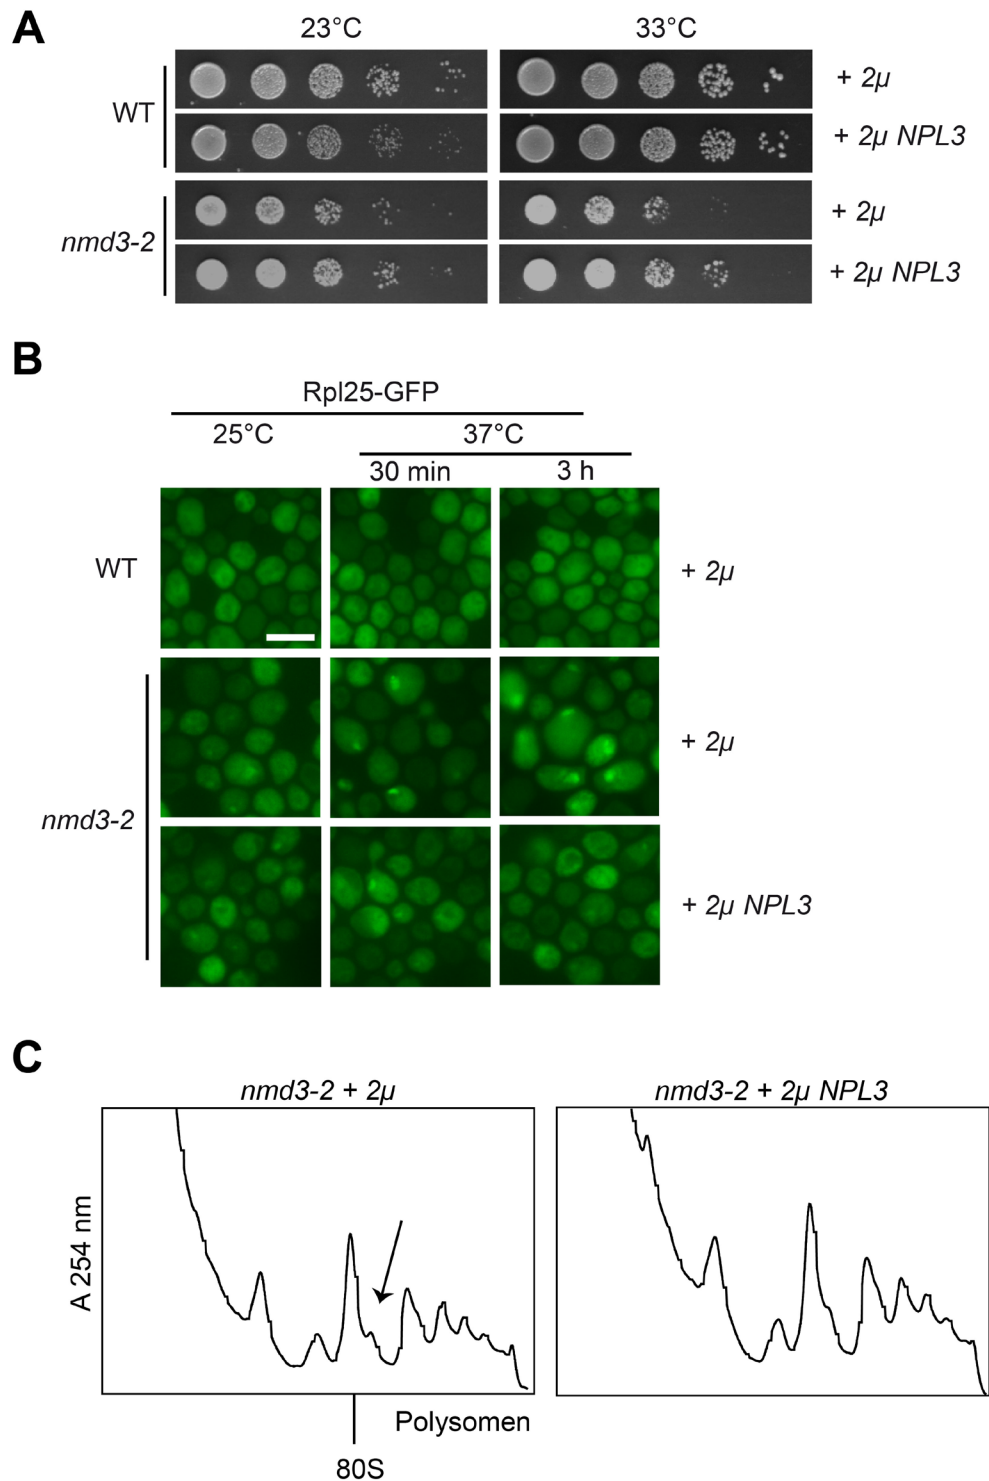 A
23°C 33°C
WT
+ 2µ
+ 2µ NPL3
nmd3-2
+ 2µ
+ 2µ NPL3
B
Rpl25-GFP
25°C 37°C
30 min 3 h
WT
+ 2µ
nmd3-2
+ 2µ
+ 2µ NPL3
C
nmd3-2 + 2µ nmd3-2 + 2µ NPL3
A 254 nm
Polysomen
80S